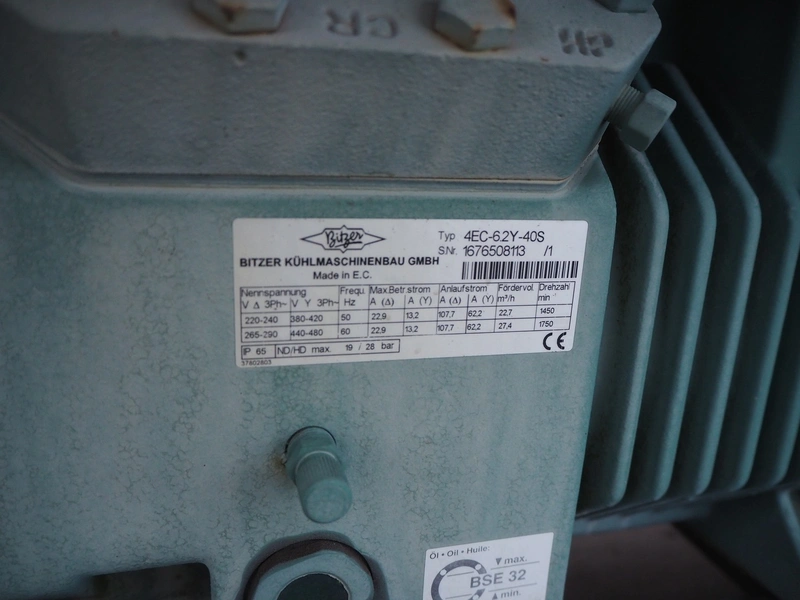 CR
Bitzer
BITZER KÜHLMASCHINENBAU GMBH
Made in E.C.
Typ 4EC-6.2Y-40S
S.Nr. 1676508113 /1
Nennspannung Frequ. Max.Betr.strom Anlaufstrom Fördervol. Drehzahl
V Δ 3Ph~ V Y 3Ph~ Hz A (Δ) A (Y) A (Δ) A (Y) m³/h min
220-240 380-420 50 22,9 13,2 107,7 62,2 22,7 1450
265-290 440-480 60 22,9 13,2 107,7 62,2 27,4 1750
IP 65 ND/HD max. 19 / 28 bar
CE
37602603
Öl • Oil • Huile:
▼ max.
BSE 32
▲ min.